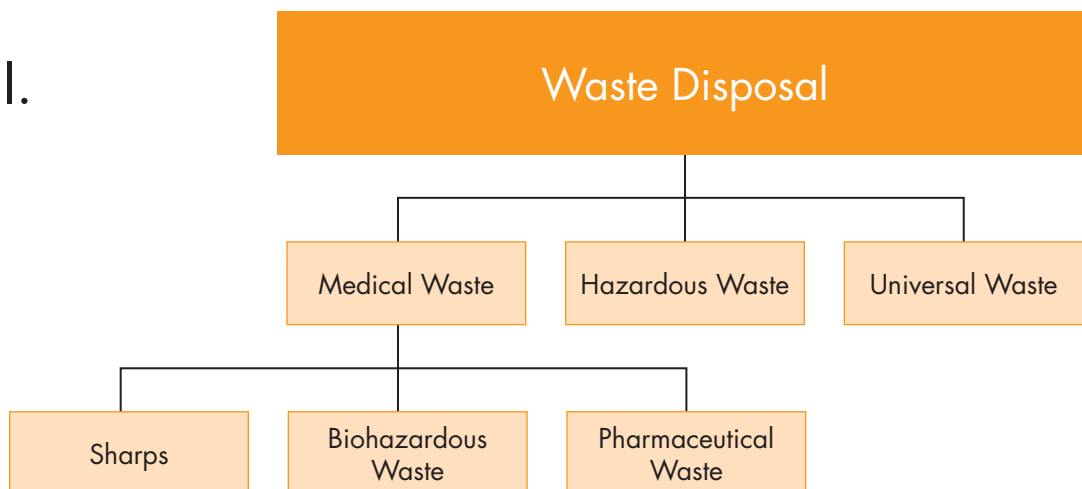 I.
Waste Disposal
Medical Waste
Hazardous Waste
Universal Waste
Sharps
Biohazardous
Waste
Pharmaceutical
Waste